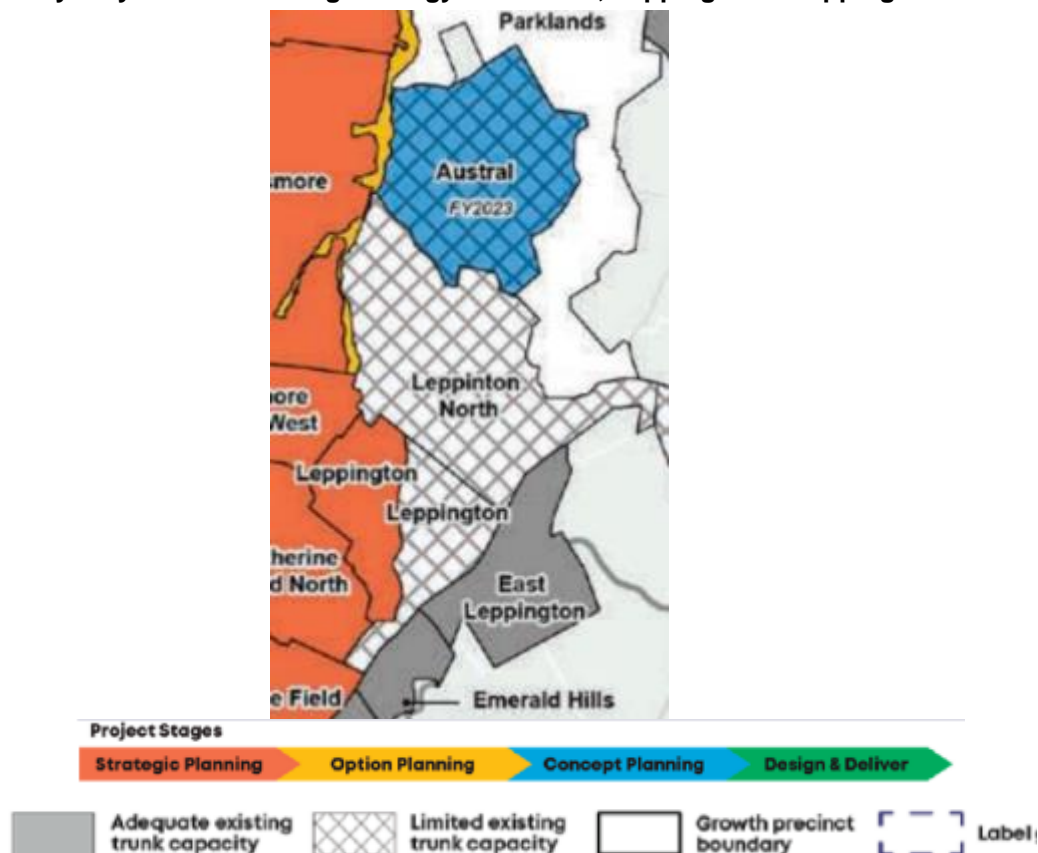 Parklands
Austral
FY2023
smore
Leppinton
North
ore
West
Leppington
Leppington
herine
d North
East
Leppington
e Field
Emerald Hills
Project Stages
Strategic Planning
Option Planning
Concept Planning
Design & Deliver
Adequate existing
trunk capacity
Limited existing
trunk capacity
Growth precinct
boundary
Label